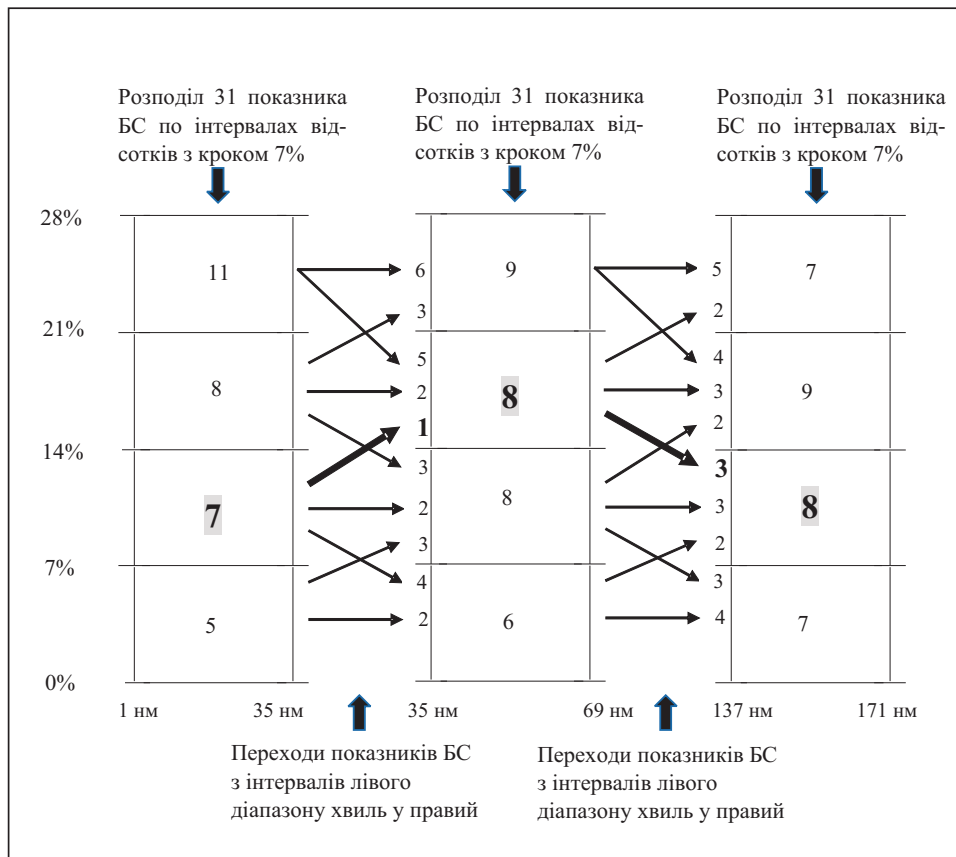 Розподіл 31 показника
БС по інтервалах від-
сотків з кроком 7%
Розподіл 31 показника
БС по інтервалах від-
сотків з кроком 7%
Розподіл 31 показника
БС по інтервалах від-
сотків з кроком 7%
28%
21%
14%
7%
0%
11
8
7
5
6
3
5
2
1
3
2
3
4
2
9
8
8
6
5
2
4
3
2
3
3
2
3
4
7
9
8
7
1 нм
35 нм
35 нм
69 нм
137 нм
171 нм
Переходи показників БС
з інтервалів лівого
діапазону хвиль у правий
Переходи показників БС
з інтервалів лівого
діапазону хвиль у правий